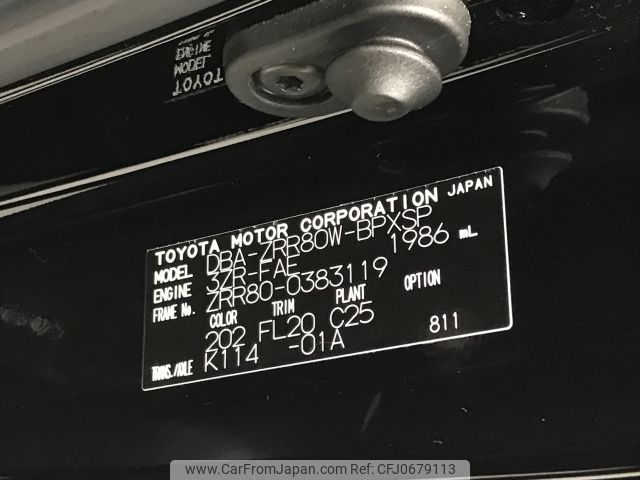 TOYOTA MOTOR CORPORATION JAPAN
MODEL DBA-ZRR80W-BPXSP
ENGINE 3ZR-FAE 1986 mL
FRAME No. ZRR80-0383119
COLOR TRIM PLANT OPTION
202 FL20 C25
TRANS./AXLE K114 -01A 811
TOYOT
MODEL
ENGINE
www.CarFromJapan.com | CFJ0679113